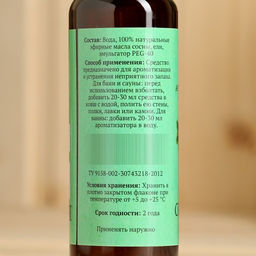 Состав: Вода, 100% натуральные
эфирные масла сосны, ели,
эмульгатор PEG-40
Способ применения: Средство
предназначено для ароматизации
и устранения неприятного запаха.
Для бани и сауны: перед
использованием взболтать,
добавить 20-30 мл средства в
ковш с водой, полить ею стены,
полки, лавки или камни. Для
ванны: добавить 20-30 мл
ароматизатора в воду.
ТУ 9158-002-30743218-2012
Условия хранения: Хранить в
плотно закрытом флаконе при
температуре от +5 до +25 °С
Срок годности: 2 года
Применять наружно